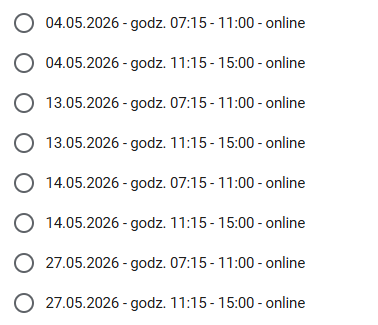 04.05.2026 - godz. 07:15 - 11:00 - online
04.05.2026 - godz. 11:15 - 15:00 - online
13.05.2026 - godz. 07:15 - 11:00 - online
13.05.2026 - godz. 11:15 - 15:00 - online
14.05.2026 - godz. 07:15 - 11:00 - online
14.05.2026 - godz. 11:15 - 15:00 - online
27.05.2026 - godz. 07:15 - 11:00 - online
27.05.2026 - godz. 11:15 - 15:00 - online